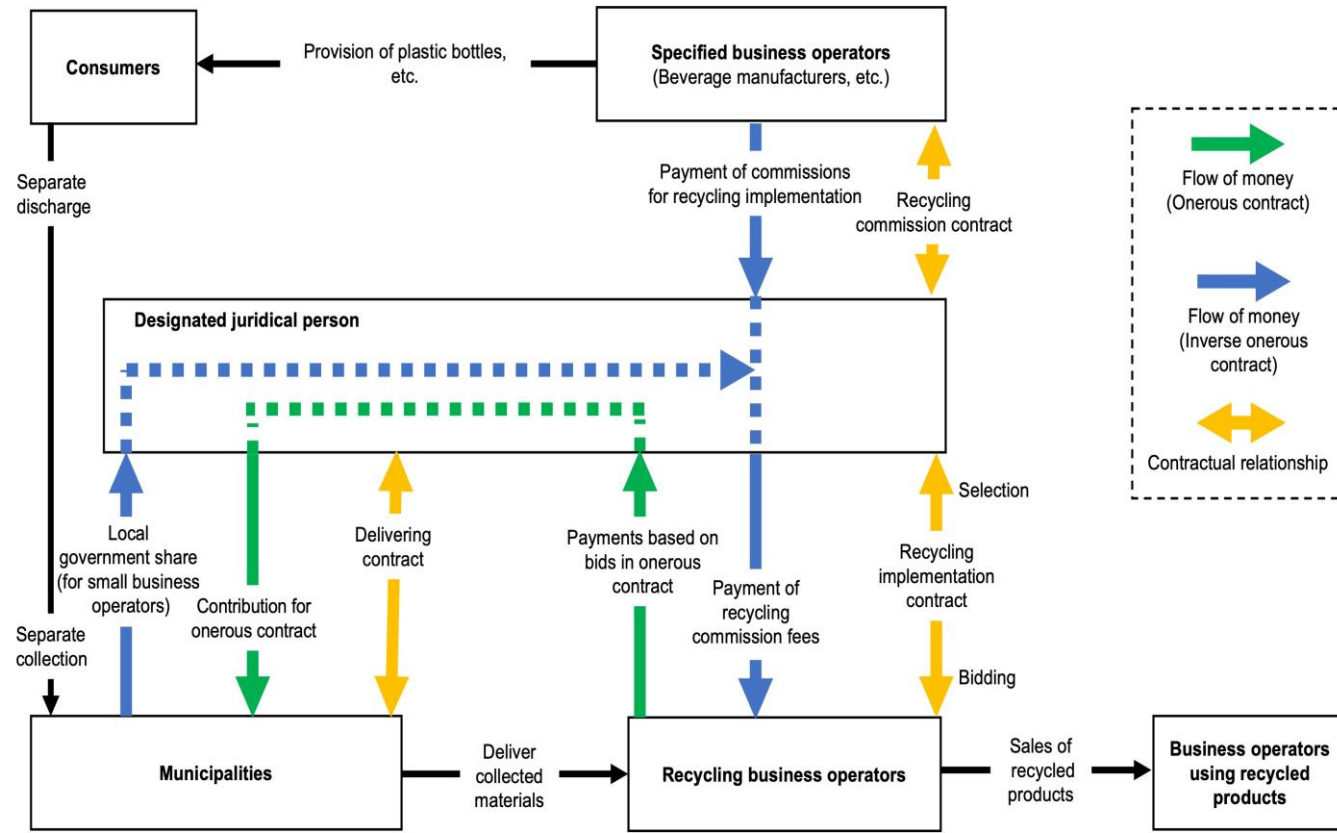 Consumers
Provision of plastic bottles,
etc.
Specified business operators
(Beverage manufacturers, etc.)
Separate
discharge
Payment of commissions
for recycling implementation
Recycling
commission contract
Flow of money
(Onerous contract)
Flow of money
(Inverse onerous
contract)
Contractual relationship
Designated juridical person
Local
government share
(for small business
operators)
Contribution for
onerous contract
Delivering
contract
Payments based on
bids in onerous
contract
Payment of
recycling
commission fees
Selection
Recycling
implementation
contract
Bidding
Separate
collection
Municipalities
Deliver
collected
materials
Recycling business operators
Sales of
recycled
products
Business operators
using recycled
products